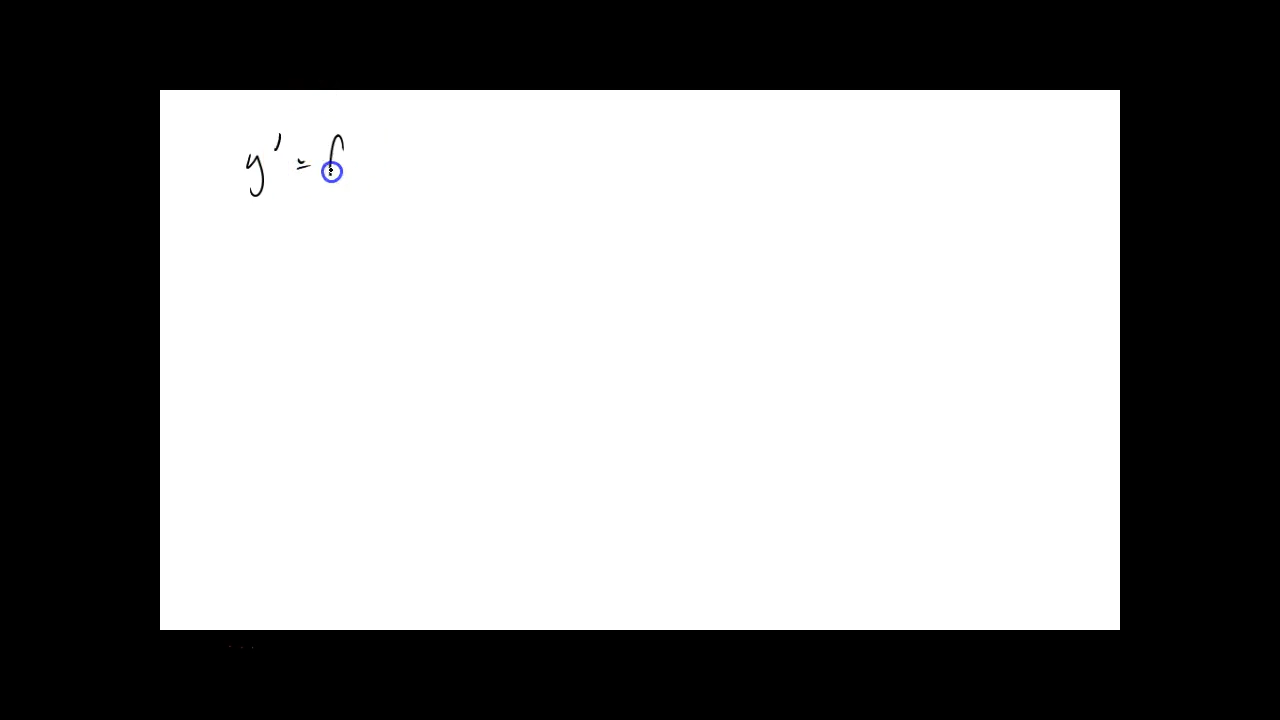 y' = f